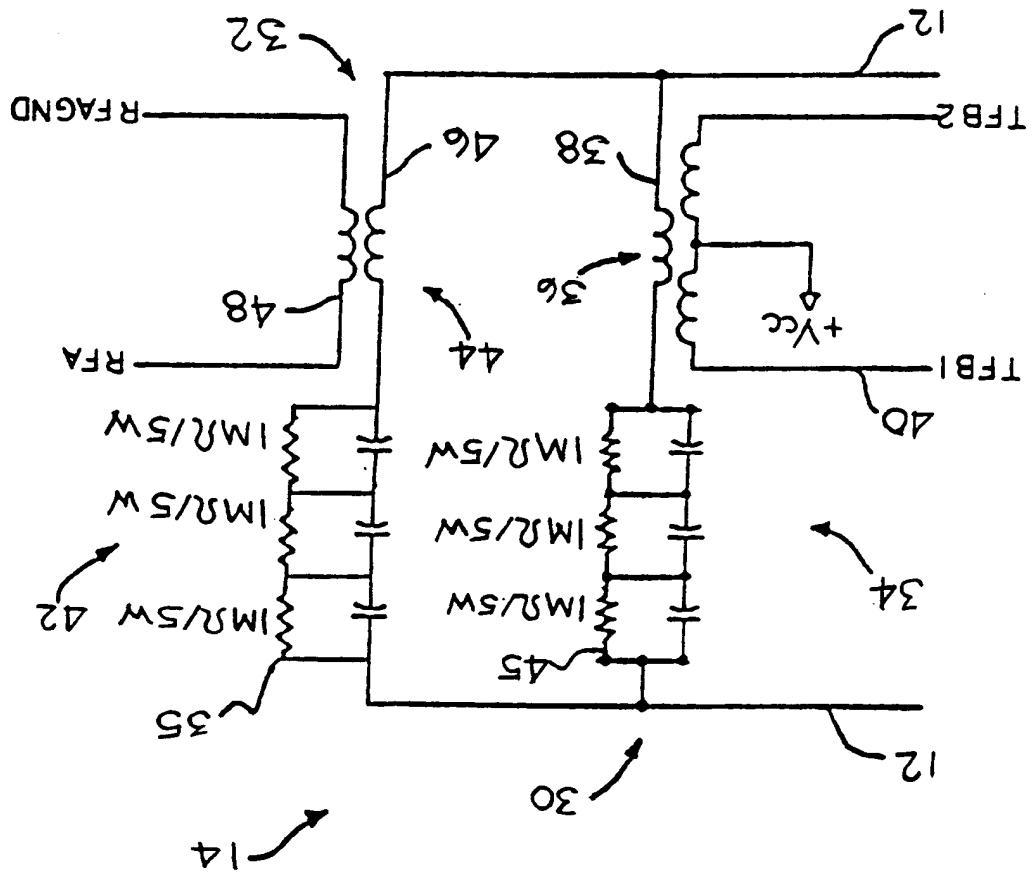 14
30
12
35
45
1MΩ/5W
1MΩ/5W
34
42
1MΩ/5W
1MΩ/5W
1MΩ/5W
1MΩ/5W
40
TFB1
RFA
44
+Vcc
48
36
38
46
TFB2
RFAGND
12
32